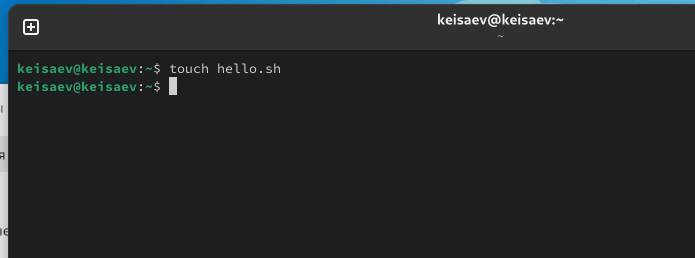 keisaev@keisaev:~
~
keisaev@keisaev:~$ touch hello.sh
keisaev@keisaev:~$
я